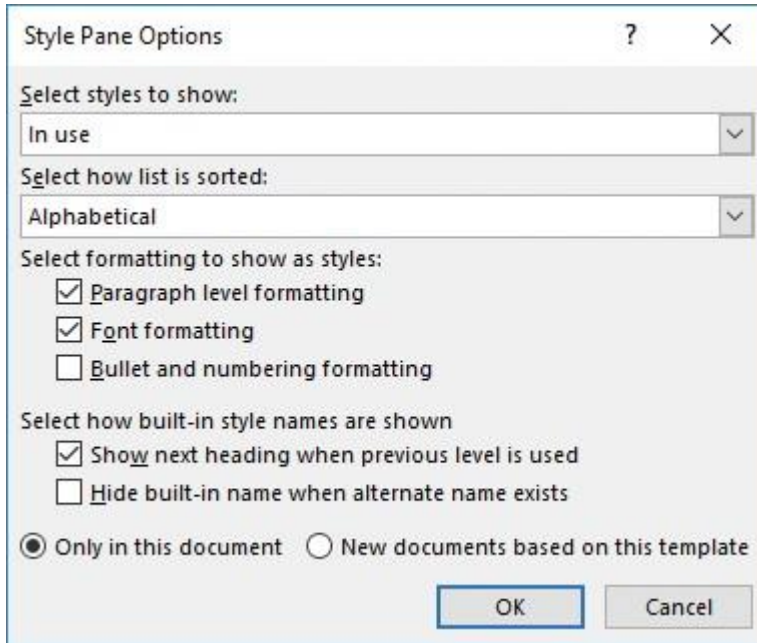 Style Pane Options ?
Select styles to show:
In use
Select how list is sorted:
Alphabetical
Select formatting to show as styles:
Paragraph level formatting
Font formatting
Bullet and numbering formatting
Select how built-in style names are shown
Show next heading when previous level is used
Hide built-in name when alternate name exists
Only in this document New documents based on this template
OK Cancel